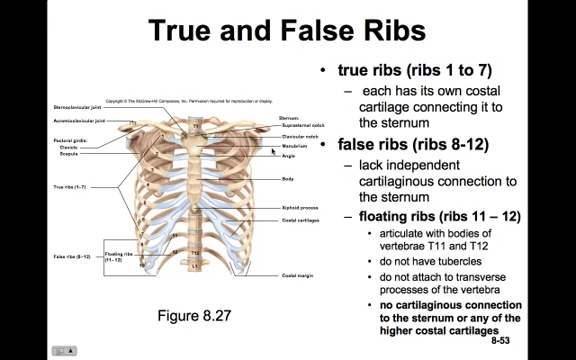 True and False Ribs
Copyright © The McGraw-Hill Companies, Inc. Permission required for reproduction or display.
Sternoclavicular joint
Acromioclavicular joint
Pectoral girdle:
Clavicle
Scapula
True ribs (1–7)
False ribs (8–12)
Floating ribs
(11–12)
T1
T12
L1
Sternum:
Suprasternal notch
Clavicular notch
Manubrium
Angle
Body
Xiphoid process
Costal cartilages
Costal margin
Figure 8.27
• true ribs (ribs 1 to 7)
– each has its own costal
cartilage connecting it to
the sternum
• false ribs (ribs 8-12)
– lack independent
cartilaginous connection to
the sternum
– floating ribs (ribs 11 – 12)
• articulate with bodies of
vertebrae T11 and T12
• do not have tubercles
• do not attach to transverse
processes of the vertebra
• no cartilaginous connection
to the sternum or any of the
higher costal cartilages
8-53